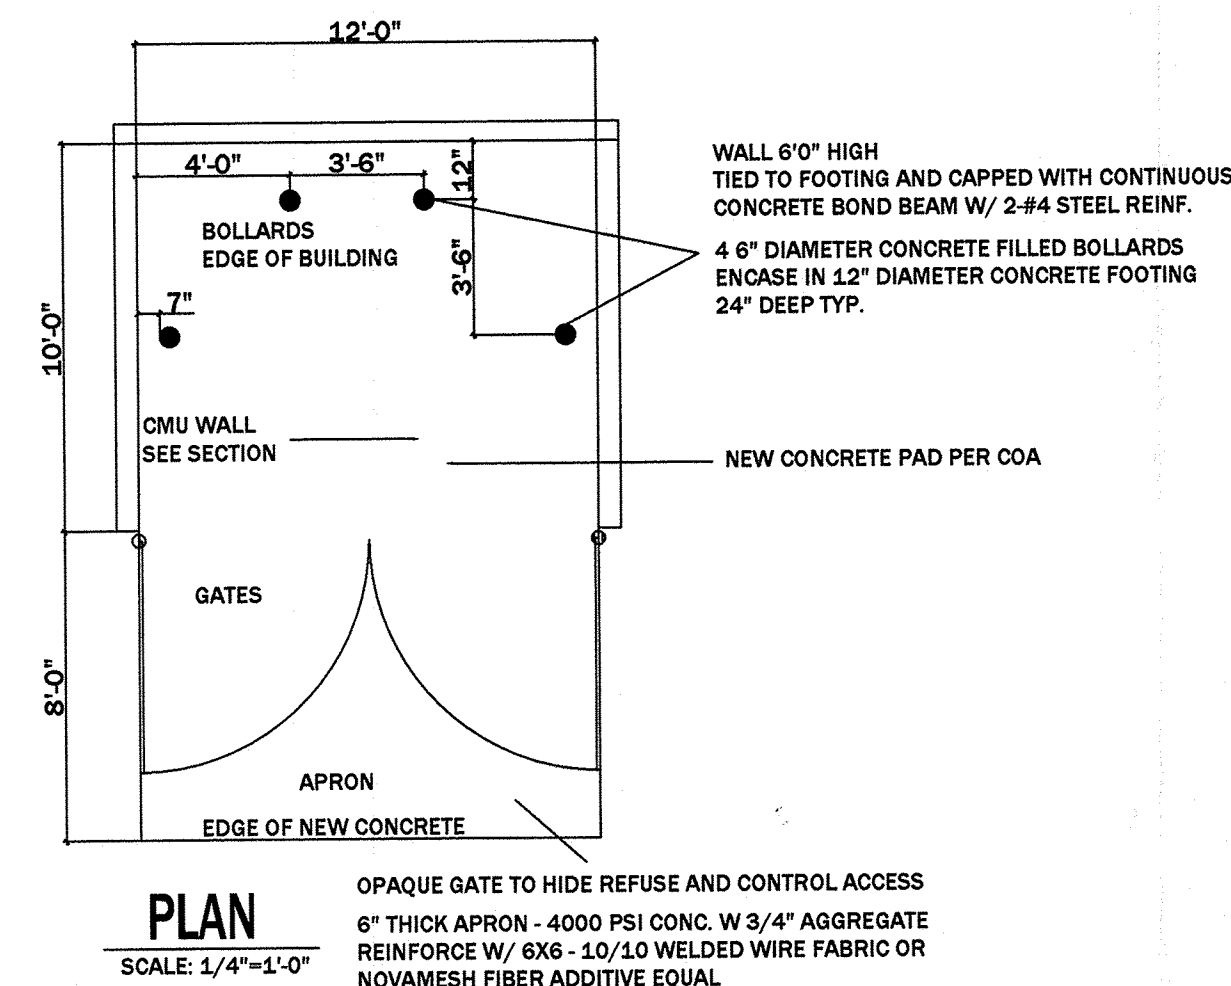 12'-0"
4'-0"
3'-6"
12"
BOLLARDS
EDGE OF BUILDING
3'-6"
7"
10'-0"
WALL 6'0" HIGH
TIED TO FOOTING AND CAPPED WITH CONTINUOUS
CONCRETE BOND BEAM W/ 2-#4 STEEL REINF.
4 6" DIAMETER CONCRETE FILLED BOLLARDS
ENCASE IN 12" DIAMETER CONCRETE FOOTING
24" DEEP TYP.
CMU WALL
SEE SECTION
NEW CONCRETE PAD PER COA
GATES
8'-0"
APRON
EDGE OF NEW CONCRETE
OPAQUE GATE TO HIDE REFUSE AND CONTROL ACCESS
6" THICK APRON - 4000 PSI CONC. W 3/4" AGGREGATE
REINFORCE W/ 6X6 - 10/10 WELDED WIRE FABRIC OR
NOVAMESH FIBER ADDITIVE EQUAL
PLAN
SCALE: 1/4"=1'-0"